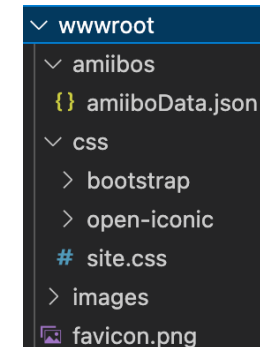 wwwroot
amiibos
{} amiiboData.json
css
bootstrap
open-iconic
# site.css
images
favicon.png